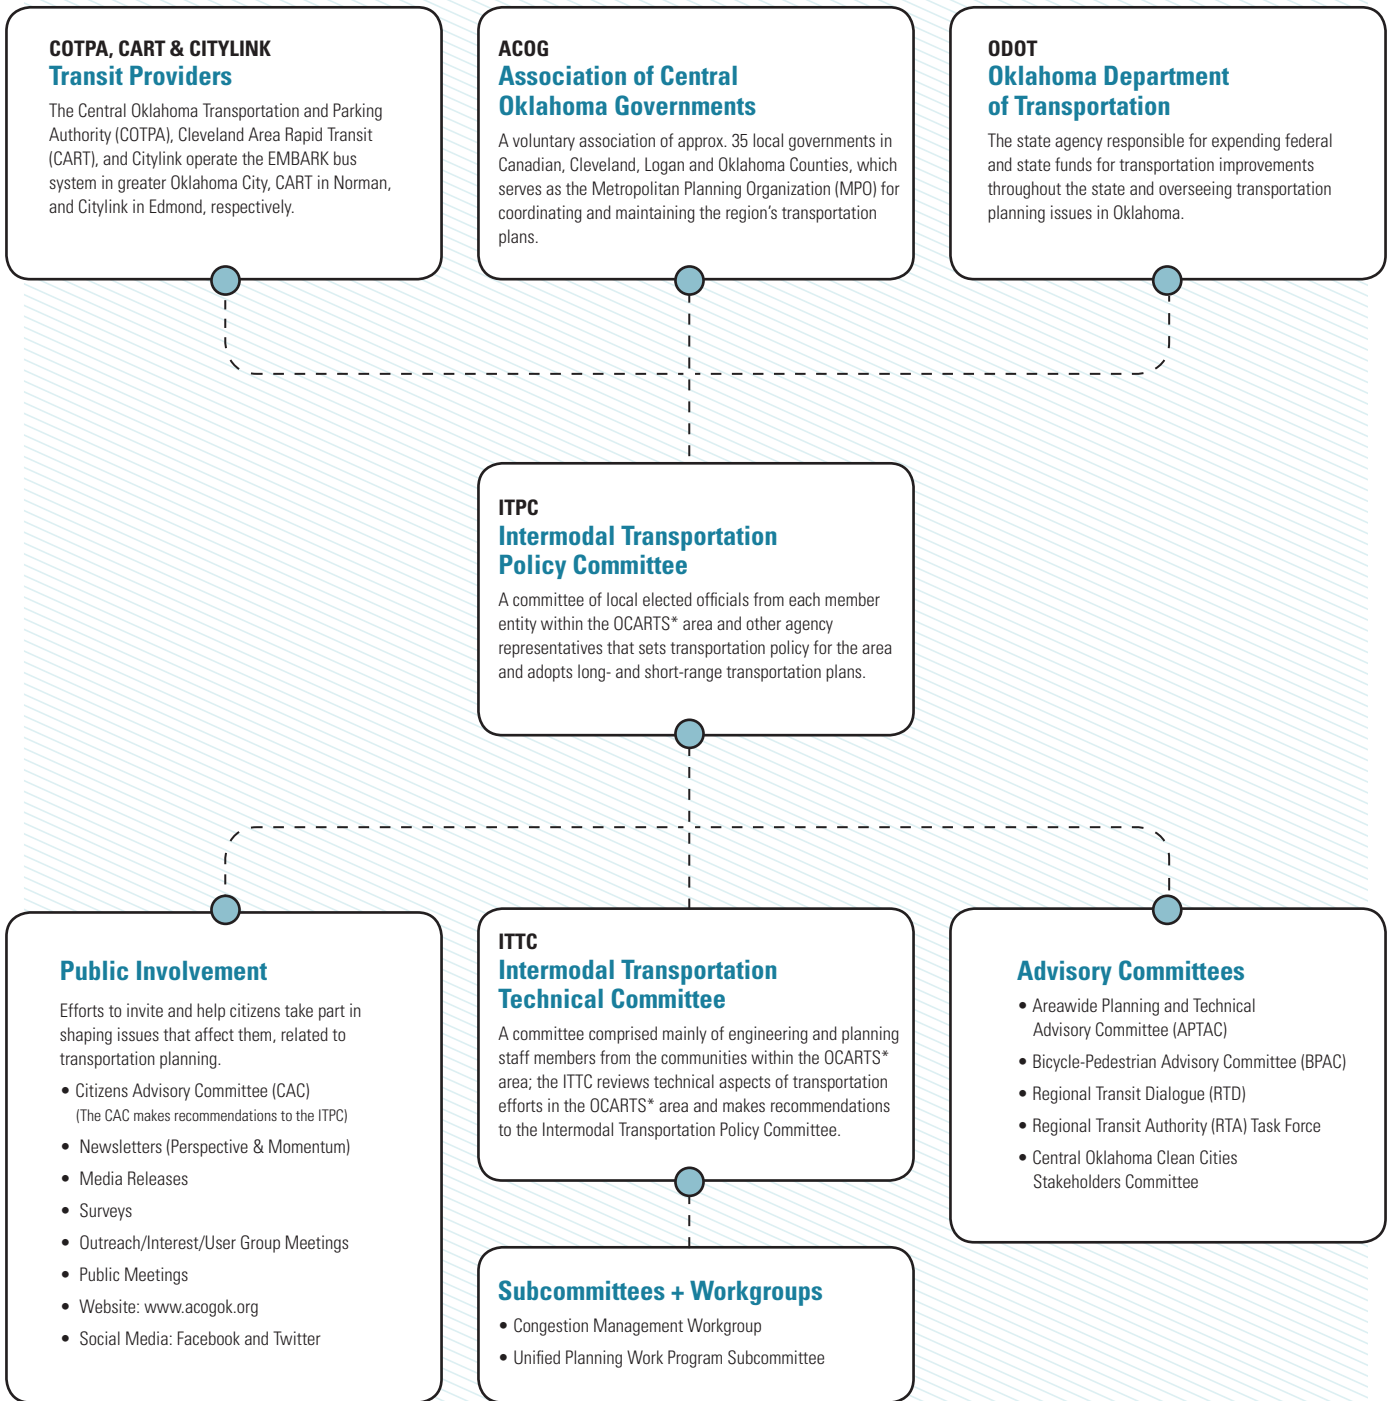 COTPA, CART & CITYLINK
Transit Providers
The Central Oklahoma Transportation and Parking
Authority (COTPA), Cleveland Area Rapid Transit
(CART), and Citylink operate the EMBARK bus
system in greater Oklahoma City, CART in Norman,
and Citylink in Edmond, respectively.
ACOG
Association of Central
Oklahoma Governments
A voluntary association of approx. 35 local governments in
Canadian, Cleveland, Logan and Oklahoma Counties, which
serves as the Metropolitan Planning Organization (MPO) for
coordinating and maintaining the region's transportation
plans.
ODOT
Oklahoma Department
of Transportation
The state agency responsible for expending federal
and state funds for transportation improvements
throughout the state and overseeing transportation
planning issues in Oklahoma.
ITPC
Intermodal Transportation
Policy Committee
A committee of local elected officials from each member
entity within the OCARTS* area and other agency
representatives that sets transportation policy for the area
and adopts long- and short-range transportation plans.
Public Involvement
Efforts to invite and help citizens take part in
shaping issues that affect them, related to
transportation planning.
• Citizens Advisory Committee (CAC)
(The CAC makes recommendations to the ITPC)
• Newsletters (Perspective & Momentum)
• Media Releases
• Surveys
• Outreach/Interest/User Group Meetings
• Public Meetings
• Website: www.acogok.org
• Social Media: Facebook and Twitter
ITTC
Intermodal Transportation
Technical Committee
A committee comprised mainly of engineering and planning
staff members from the communities within the OCARTS*
area; the ITTC reviews technical aspects of transportation
efforts in the OCARTS* area and makes recommendations
to the Intermodal Transportation Policy Committee.
Subcommittees + Workgroups
• Congestion Management Workgroup
• Unified Planning Work Program Subcommittee
Advisory Committees
• Areawide Planning and Technical
Advisory Committee (APTAC)
• Bicycle-Pedestrian Advisory Committee (BPAC)
• Regional Transit Dialogue (RTD)
• Regional Transit Authority (RTA) Task Force
• Central Oklahoma Clean Cities
Stakeholders Committee